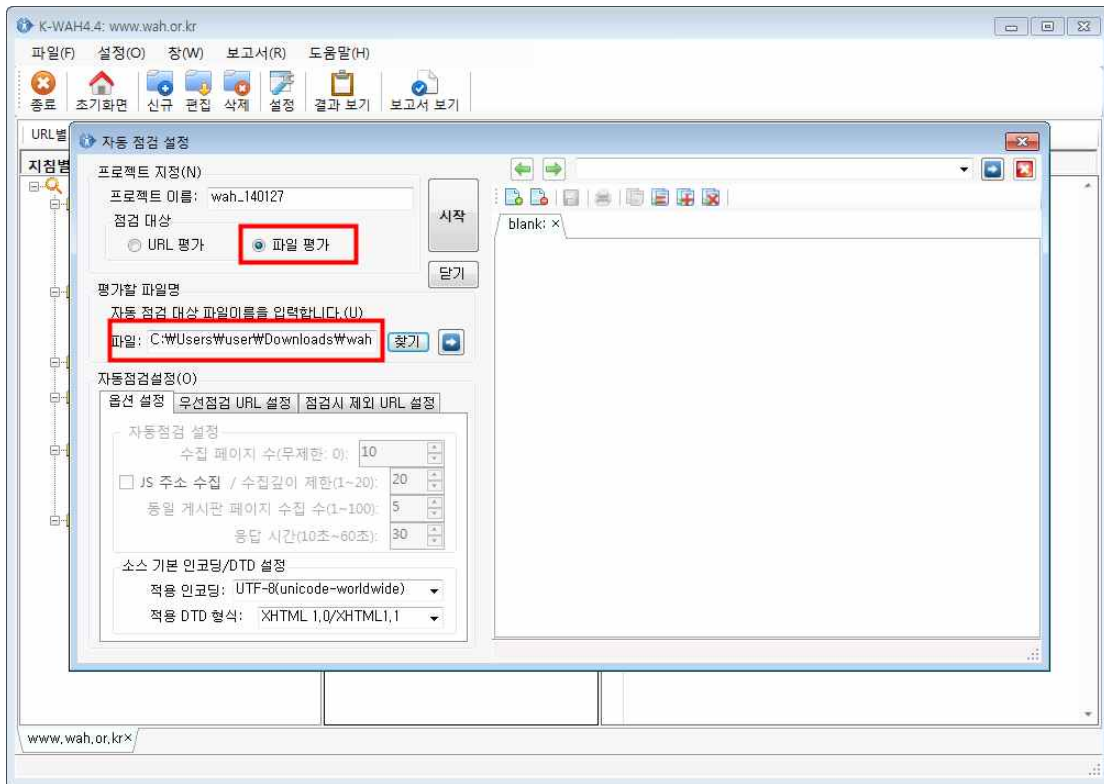 K-WAH4.4: www.wah.or.kr
파일(F) 설정(O) 창(W) 보고서(R) 도움말(H)
종료 초기화면 신규 편집 삭제 설정 결과 보기 보고서 보기
URL별
지침별
자동 점검 설정
프로젝트 지정(N)
프로젝트 이름: wah_140127
점검 대상
URL 평가 파일 평가
시작
닫기
평가할 파일명
자동 점검 대상 파일이름을 입력합니다.(U)
파일: C:₩Users₩user₩Downloads₩wah 찾기
자동점검설정(O)
옵션 설정 우선점검 URL 설정 점검시 제외 URL 설정
자동점검 설정
수집 페이지 수(무제한: 0): 10
JS 주소 수집 / 수집깊이 제한(1~20): 20
동일 게시판 페이지 수집 수(1~100): 5
응답 시간(10초~60초): 30
소스 기본 인코딩/DTD 설정
적용 인코딩: UTF-8(unicode-worldwide)
적용 DTD 형식: XHTML 1.0/XHTML1.1
blank: ×
www.wah.or.kr×